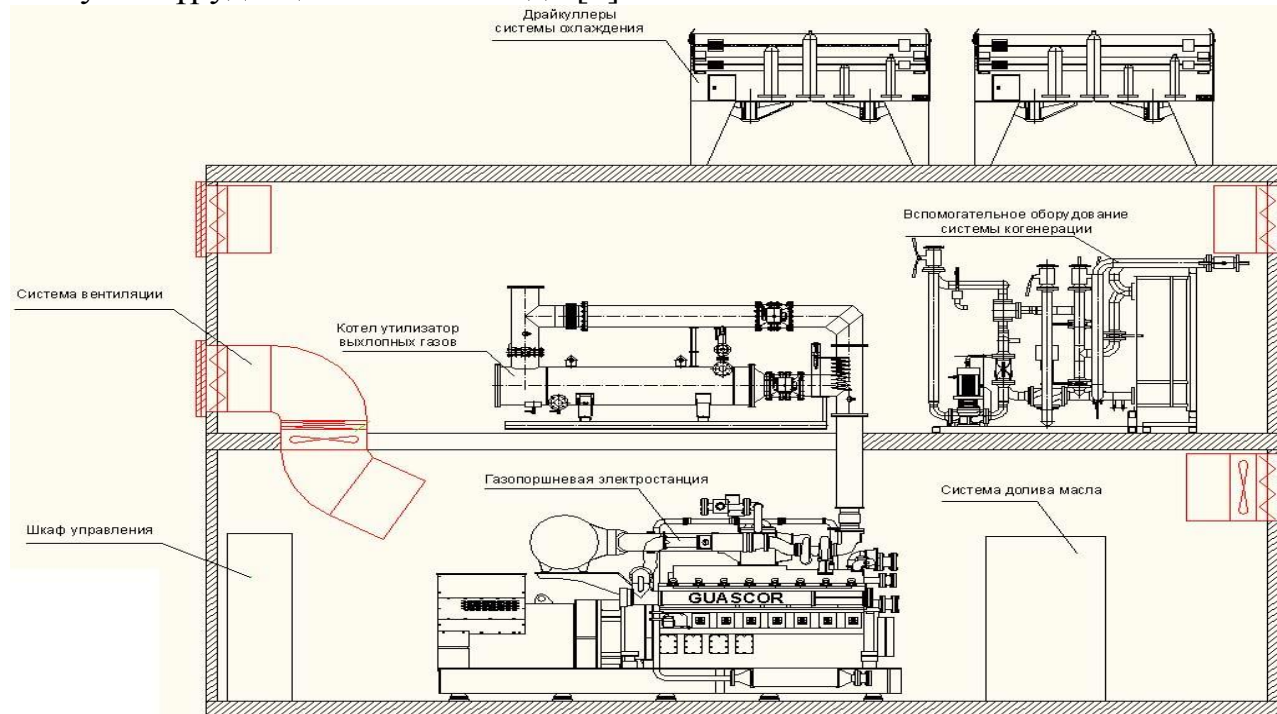 Драйкуллеры
системы охлаждения
Вспомогательное оборудование
системы когенерации
Система вентиляции
Котел утилизатор
выхлопных газов
Газопоршневая электростанция
Система долива масла
Шкаф управления
GUASCOR